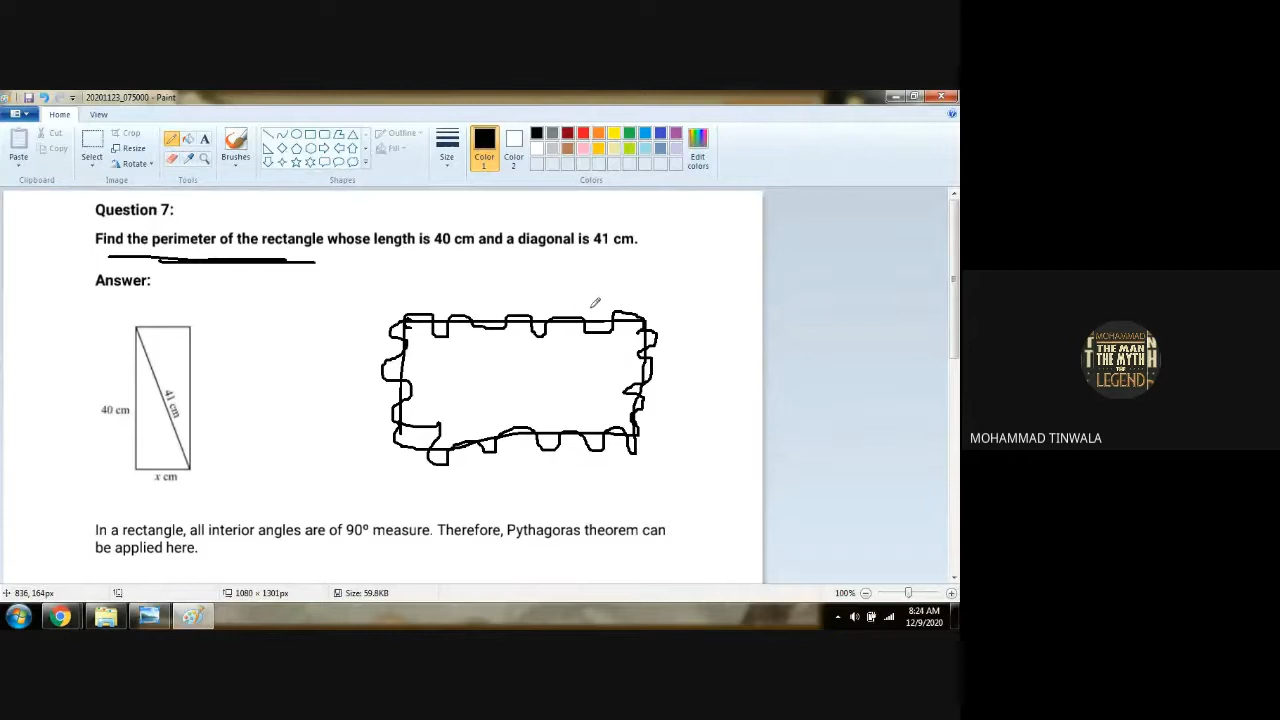 20201123_075000 - Paint
Home
View
Paste
Cut
Copy
Clipboard
Select
Crop
Resize
Rotate
Image
Tools
Brushes
Outline
Fill
Shapes
Size
Color 1
Color 2
Edit colors
Colors
Question 7:
Find the perimeter of the rectangle whose length is 40 cm and a diagonal is 41 cm.
Answer:
40 cm
41 cm
x cm
In a rectangle, all interior angles are of 90º measure. Therefore, Pythagoras theorem can
be applied here.
MOHAMMAD
THE MAN
THE MYTH
THE
LEGEND
MOHAMMAD TINWALA
836, 164px
1080 × 1301px
Size: 59.8KB
100%
8:24 AM
12/9/2020